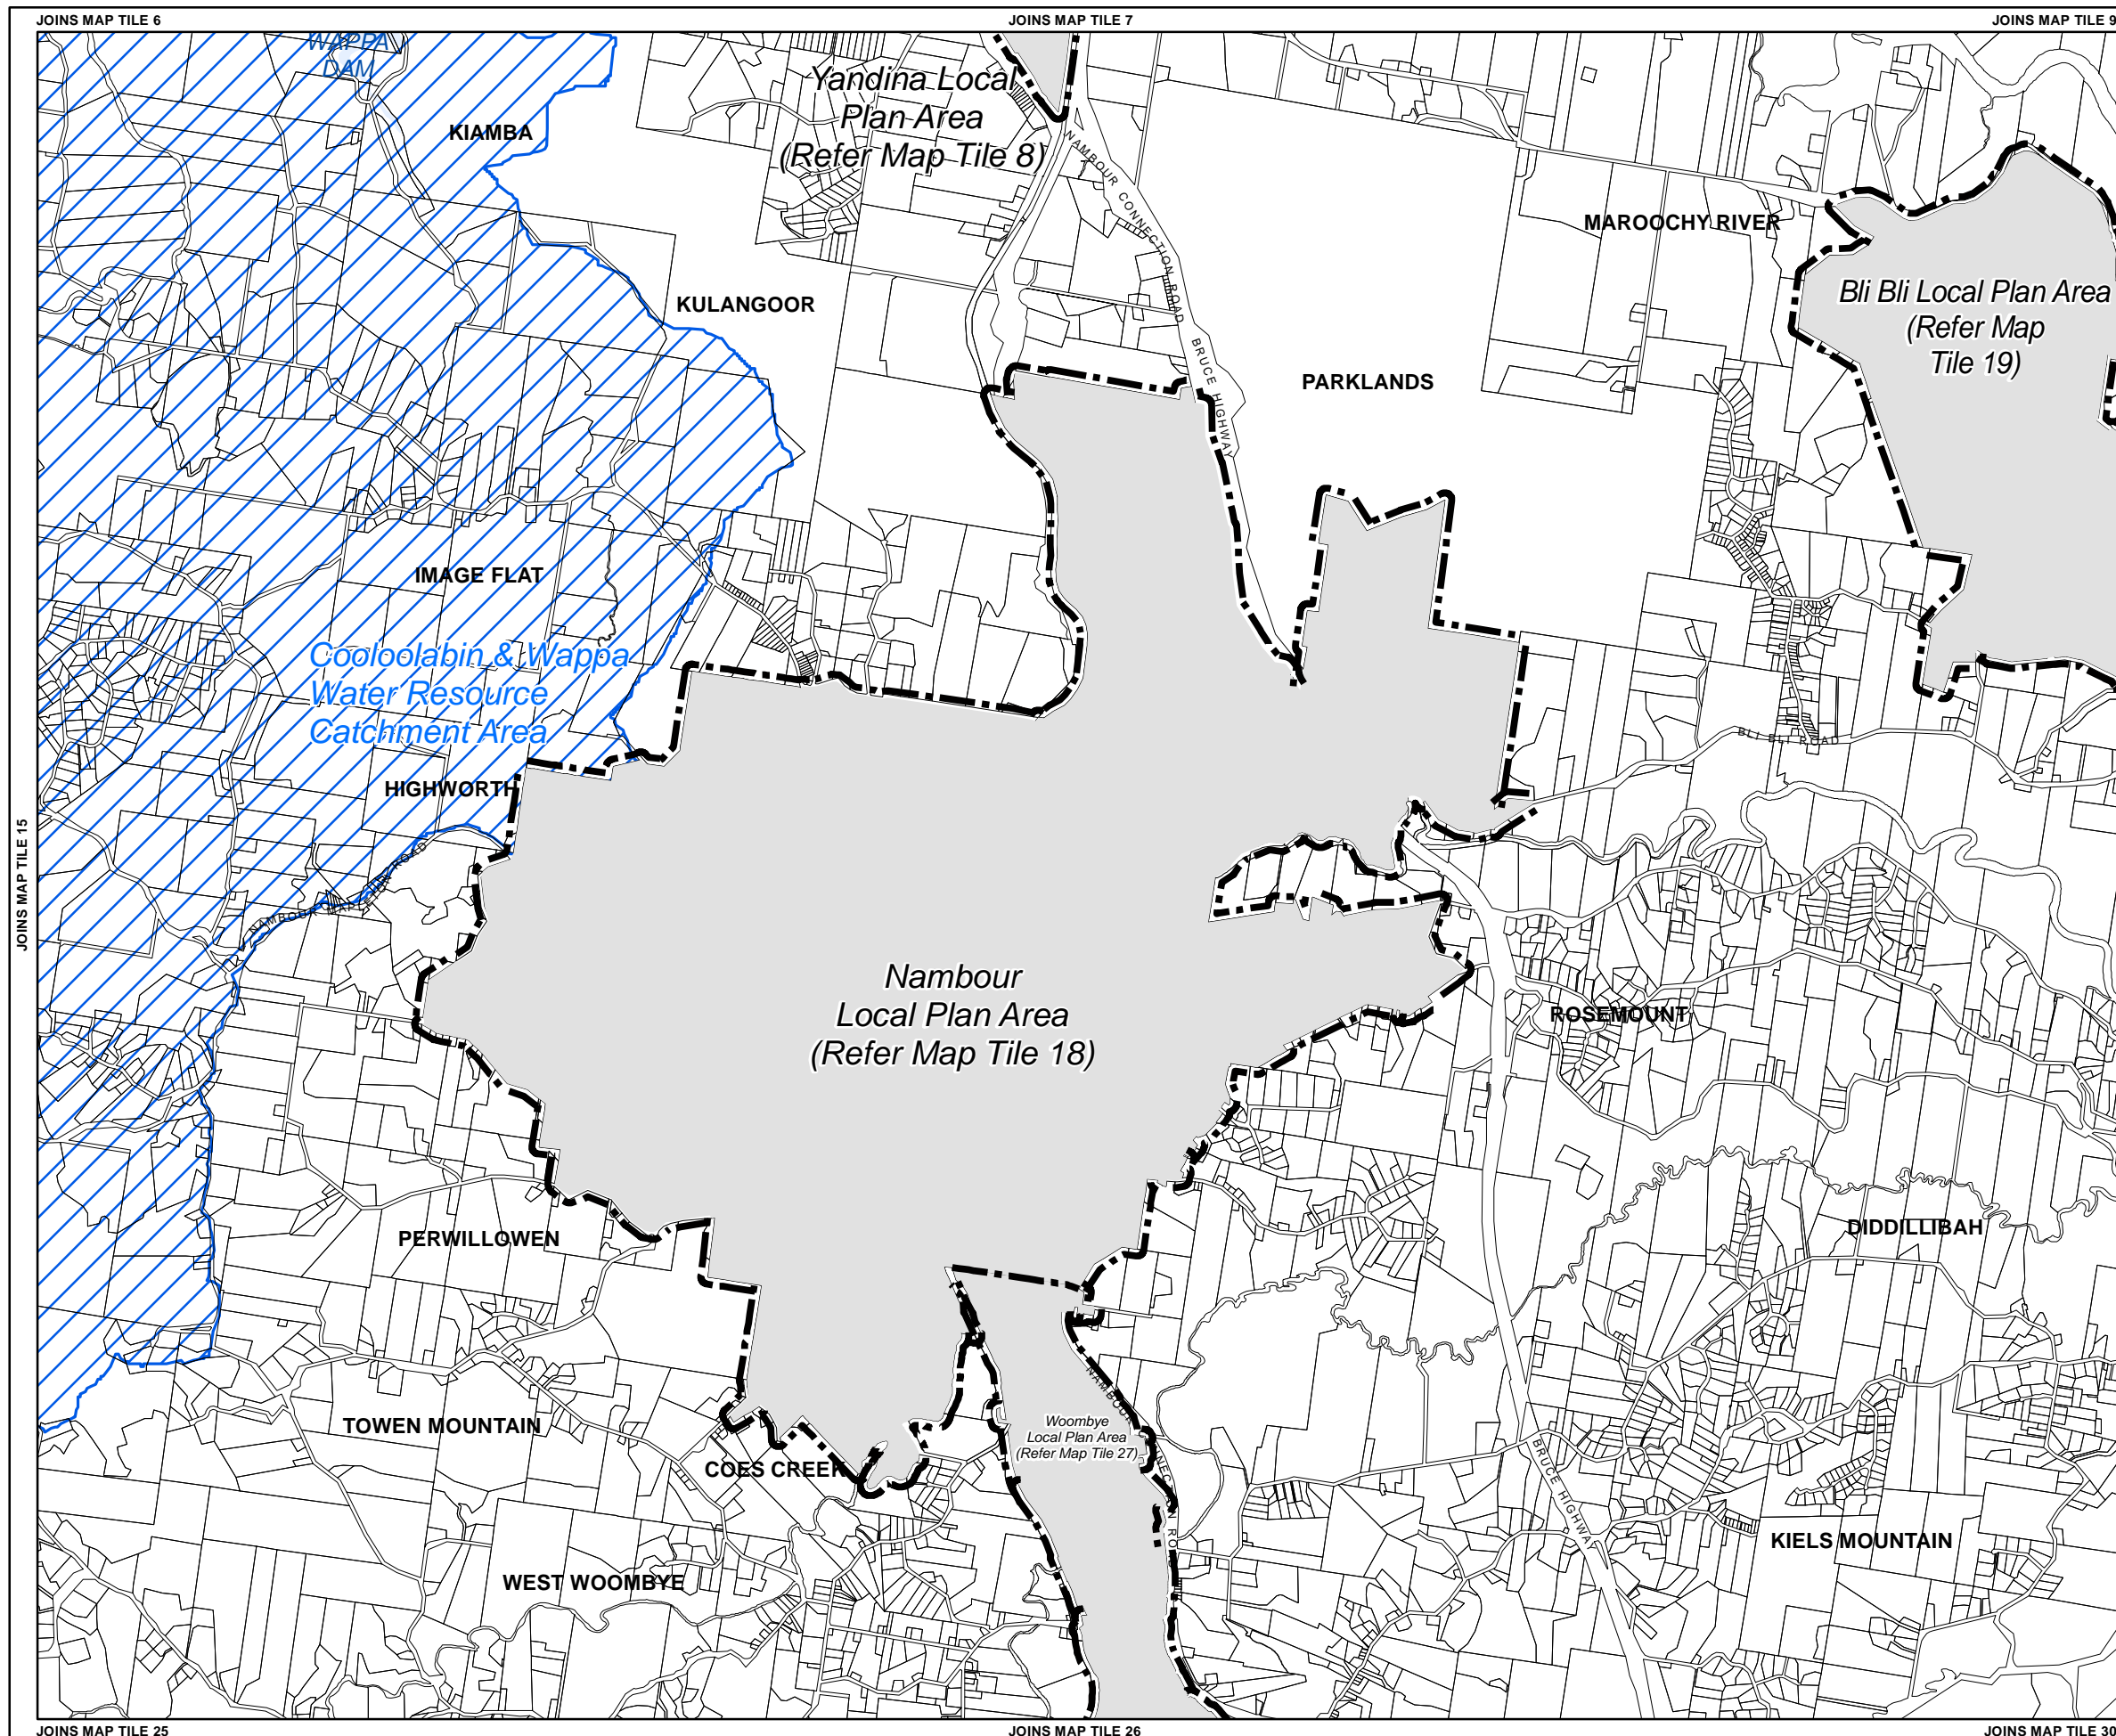 JOINS MAP TILE 6
JOINS MAP TILE 7
JOINS MAP TILE 9
WAPPA
DAM
Yandina Local
Plan Area
(Refer Map Tile 8)
KIAMBA
NAMBOUR CONNECTION ROAD
MAROOCHY RIVER
Bli Bli Local Plan Area
(Refer Map
Tile 19)
KULANGOOR
BRUCE HIGHWAY
PARKLANDS
IMAGE FLAT
Cooloolabin & Wappa
Water Resource
Catchment Area
BLI BLI ROAD
HIGHWORTH
JOINS MAP TILE 15
NAMBOUR MAPLETON ROAD
Nambour
Local Plan Area
(Refer Map Tile 18)
ROSEMOUNT
PERWILLOWEN
DIDDILLIBAH
TOWEN MOUNTAIN
NAMBOUR
Woombye
Local Plan Area
(Refer Map Tile 27)
COES CREEK
BRUCE HIGHWAY
KIELS MOUNTAIN
WEST WOOMBYE
JOINS MAP TILE 25
JOINS MAP TILE 26
JOINS MAP TILE 30